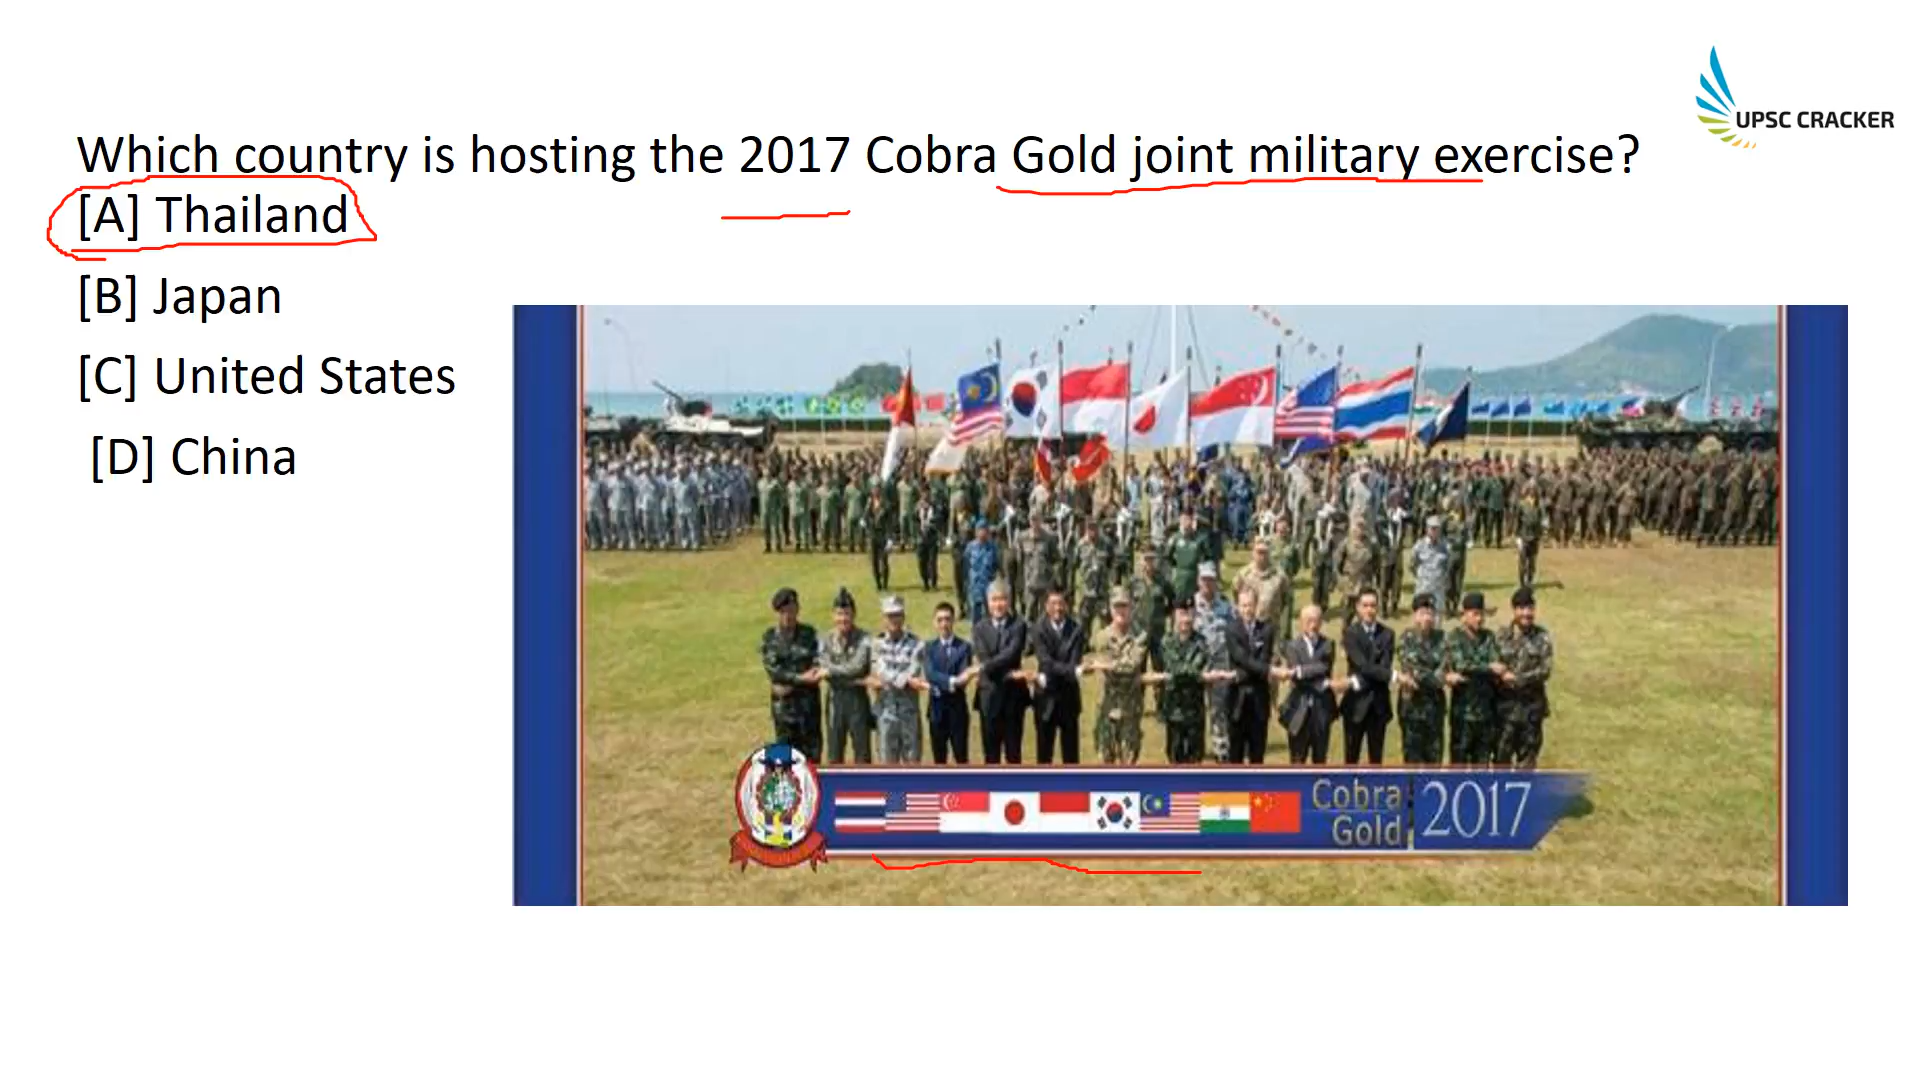 UPSC CRACKER
Which country is hosting the 2017 Cobra Gold joint military exercise?
[A] Thailand
[B] Japan
[C] United States
[D] China
Cobra
Gold
2017